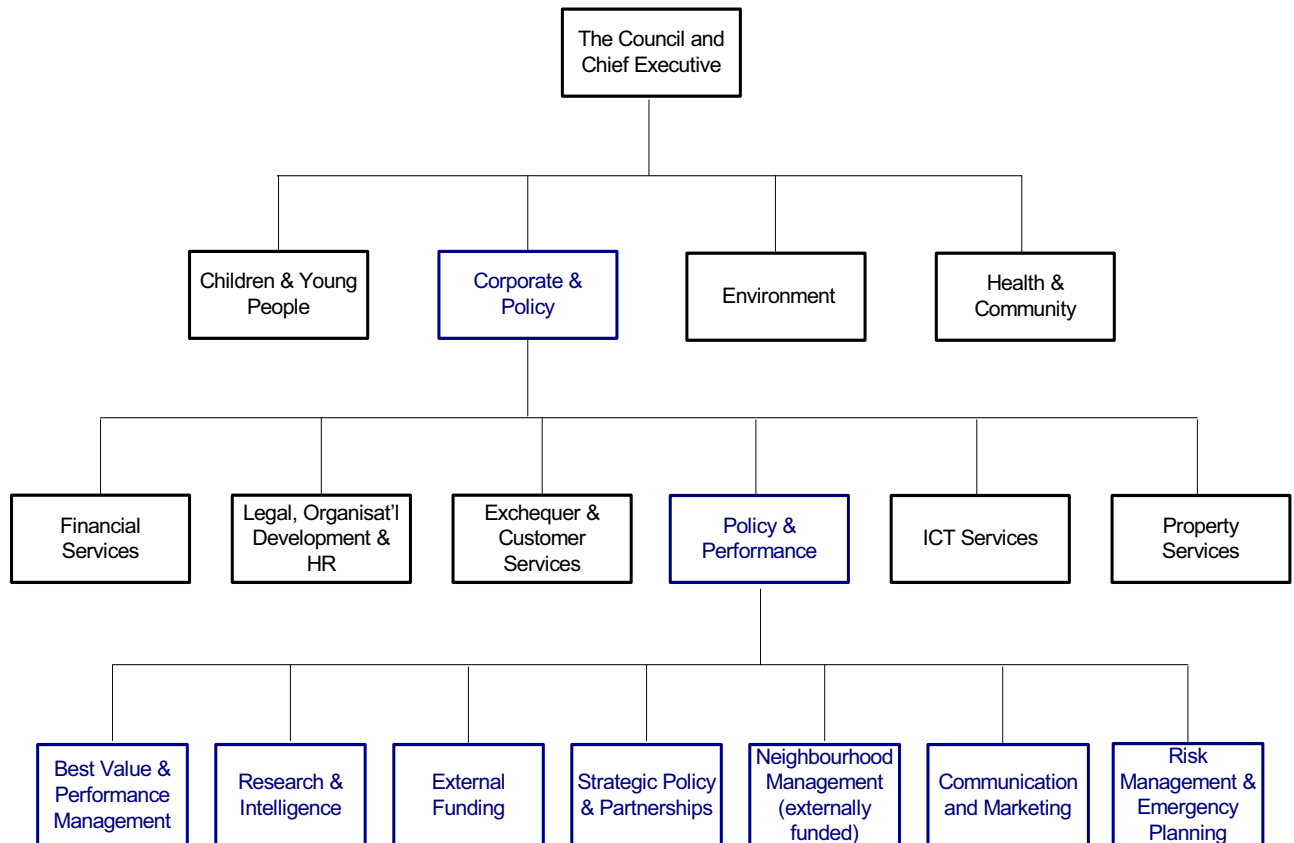 The Council and
Chief Executive
Children & Young
People
Corporate &
Policy
Environment
Health &
Community
Financial
Services
Legal, Organisat'l
Development &
HR
Exchequer &
Customer
Services
Policy &
Performance
ICT Services
Property
Services
Best Value &
Performance
Management
Research &
Intelligence
External
Funding
Strategic Policy
& Partnerships
Neighbourhood
Management
(externally
funded)
Communication
and Marketing
Risk
Management &
Emergency
Planning